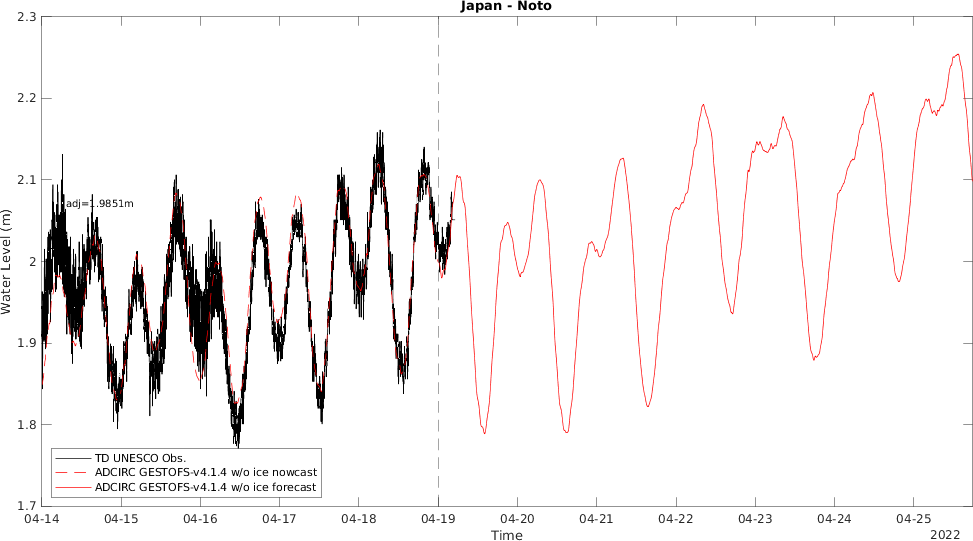 Japan - Noto
2.3
2.2
2.1
2
1.9
1.8
1.7
Water Level (m)
adj=1.9851m
TD UNESCO Obs.
ADCIRC GESTOFS-v4.1.4 w/o ice nowcast
ADCIRC GESTOFS-v4.1.4 w/o ice forecast
04-14 04-15 04-16 04-17 04-18 04-19 04-20 04-21 04-22 04-23 04-24 04-25
Time
2022